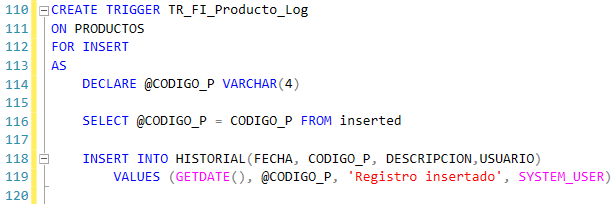 110 CREATE TRIGGER TR_FI_Producto_Log
111 ON PRODUCTOS
112 FOR INSERT
113 AS
114 DECLARE @CODIGO_P VARCHAR(4)
115
116 SELECT @CODIGO_P = CODIGO_P FROM inserted
117
118 INSERT INTO HISTORIAL(FECHA, CODIGO_P, DESCRIPCION,USUARIO)
119 VALUES (GETDATE(), @CODIGO_P, 'Registro insertado', SYSTEM_USER)
120